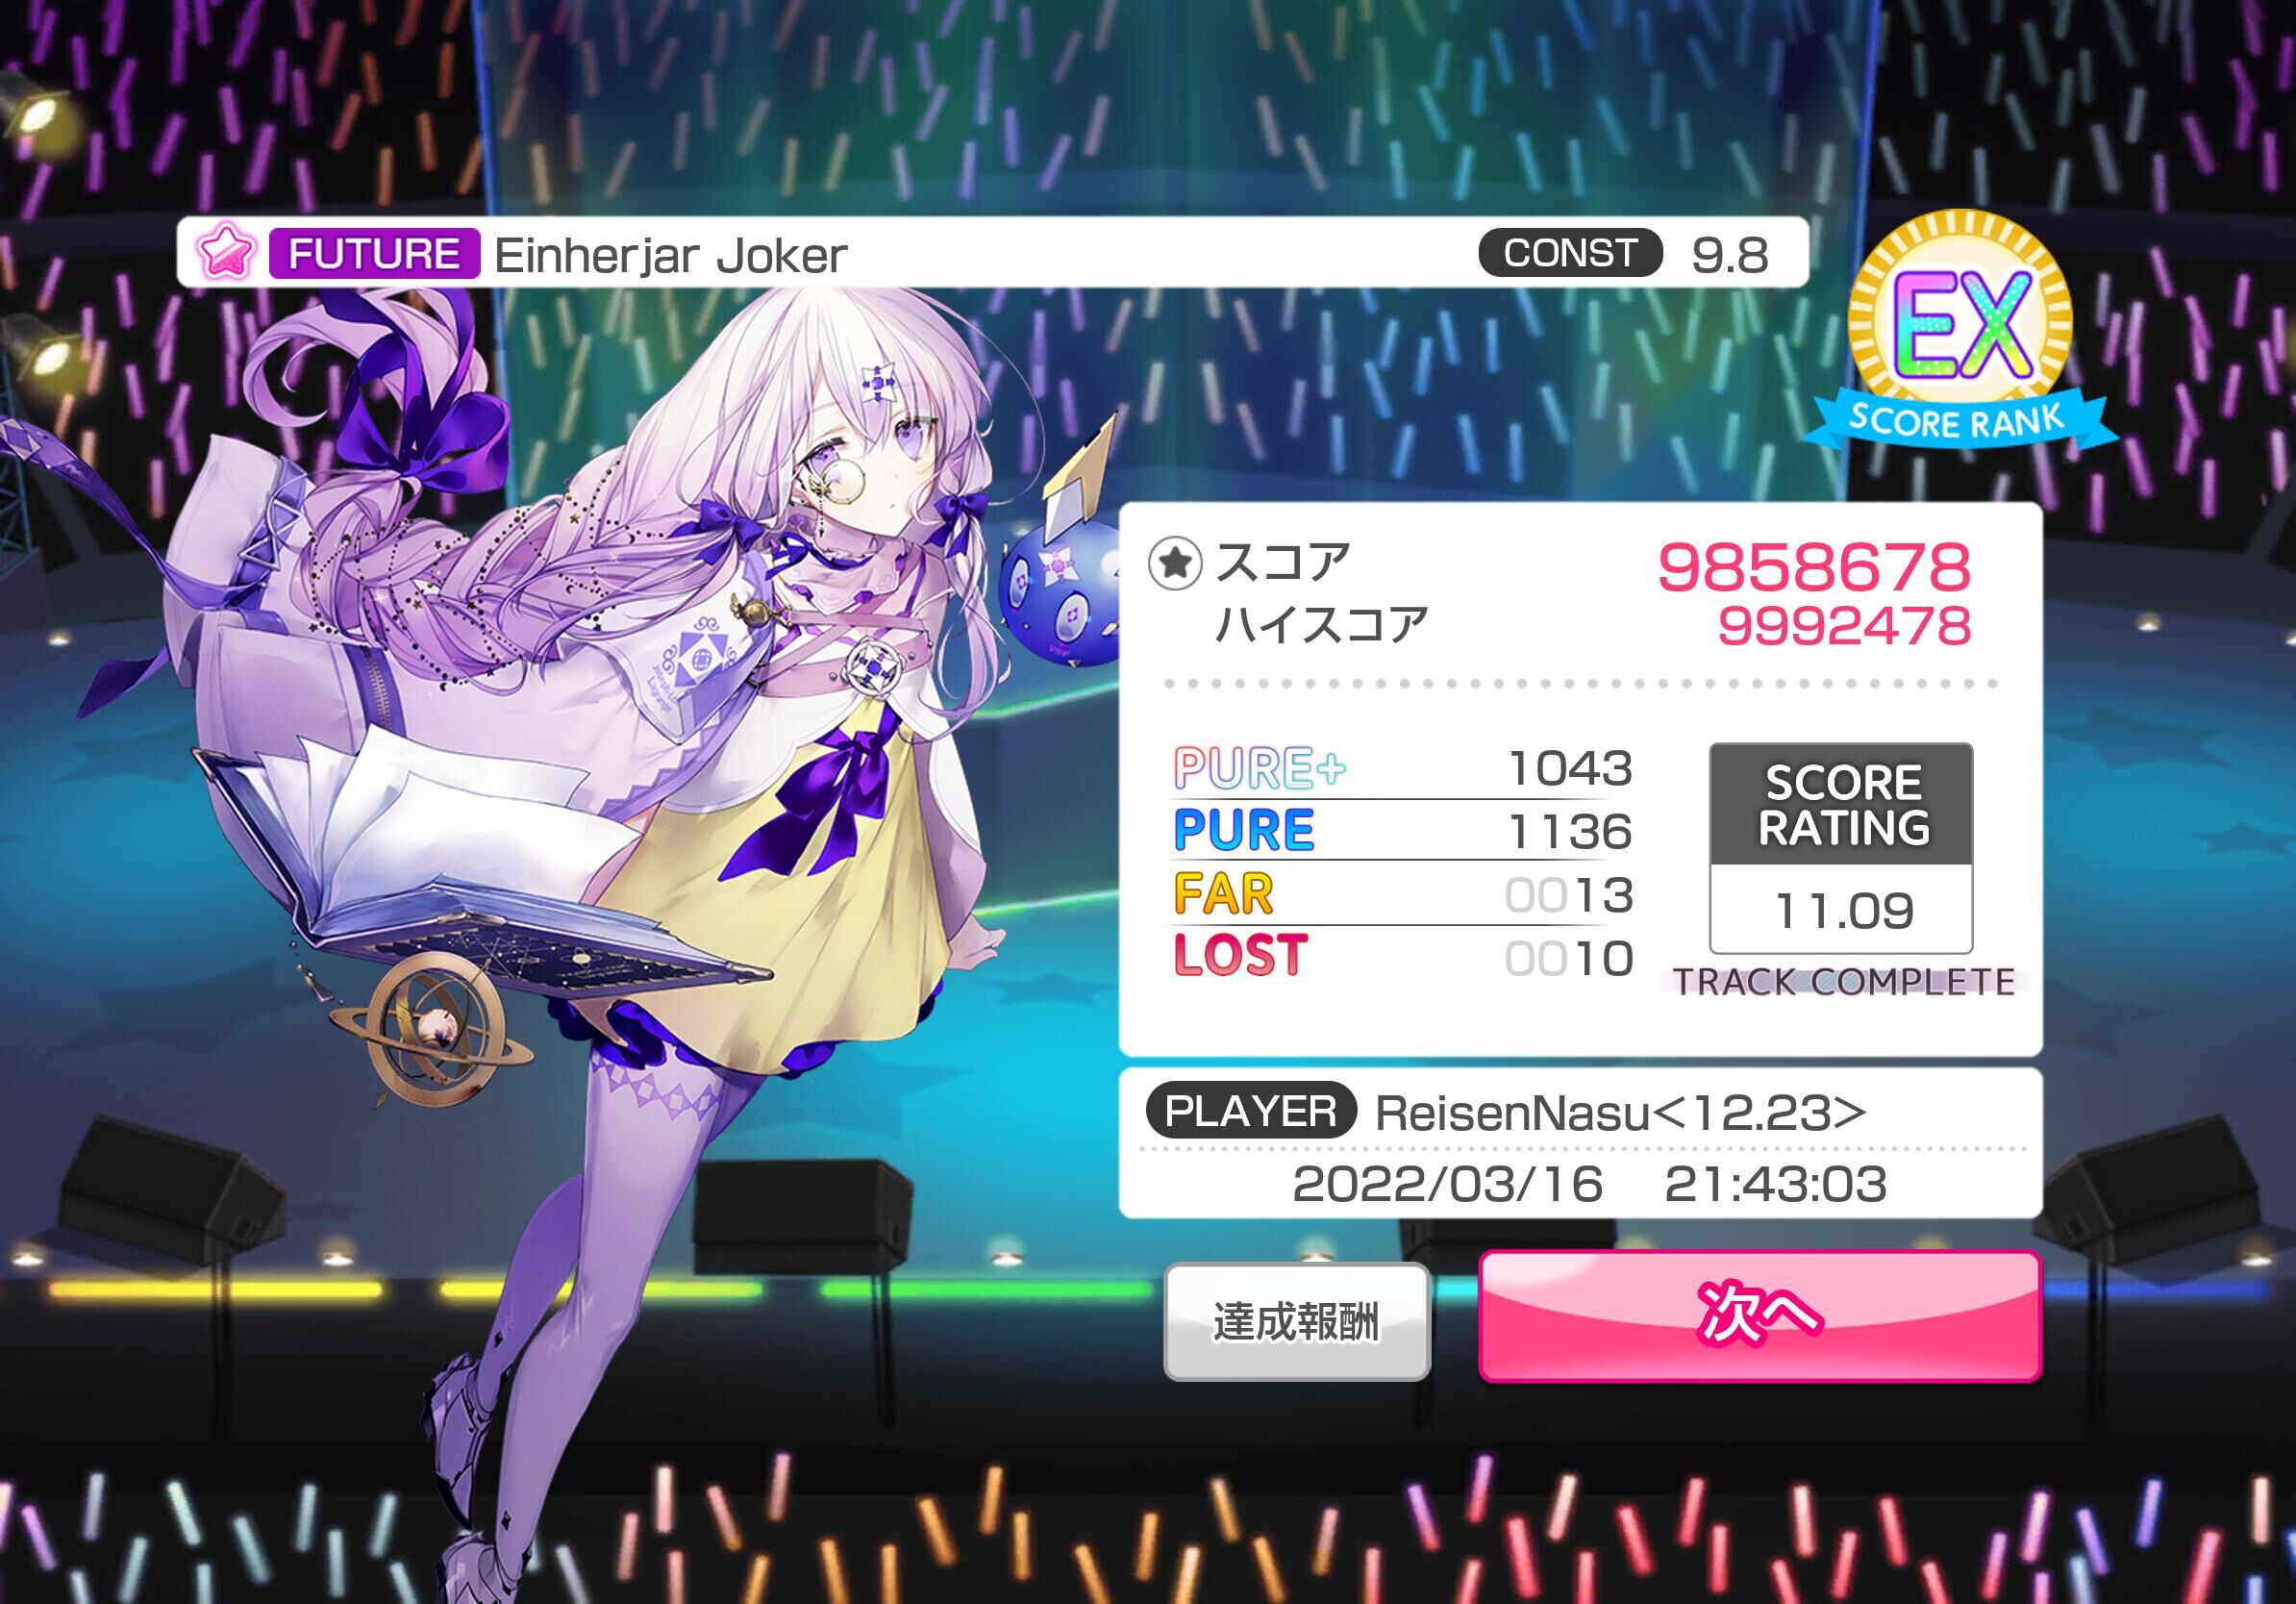 FUTURE Einherjar Joker CONST 9.8
EX
SCORE RANK
スコア 9858678
ハイスコア 9992478
PURE+ 1043
PURE 1136
FAR 0013
LOST 0010
SCORE
RATING
11.09
TRACK COMPLETE
PLAYER ReisenNasu<12.23>
2022/03/16 21:43:03
達成報酬
次へ